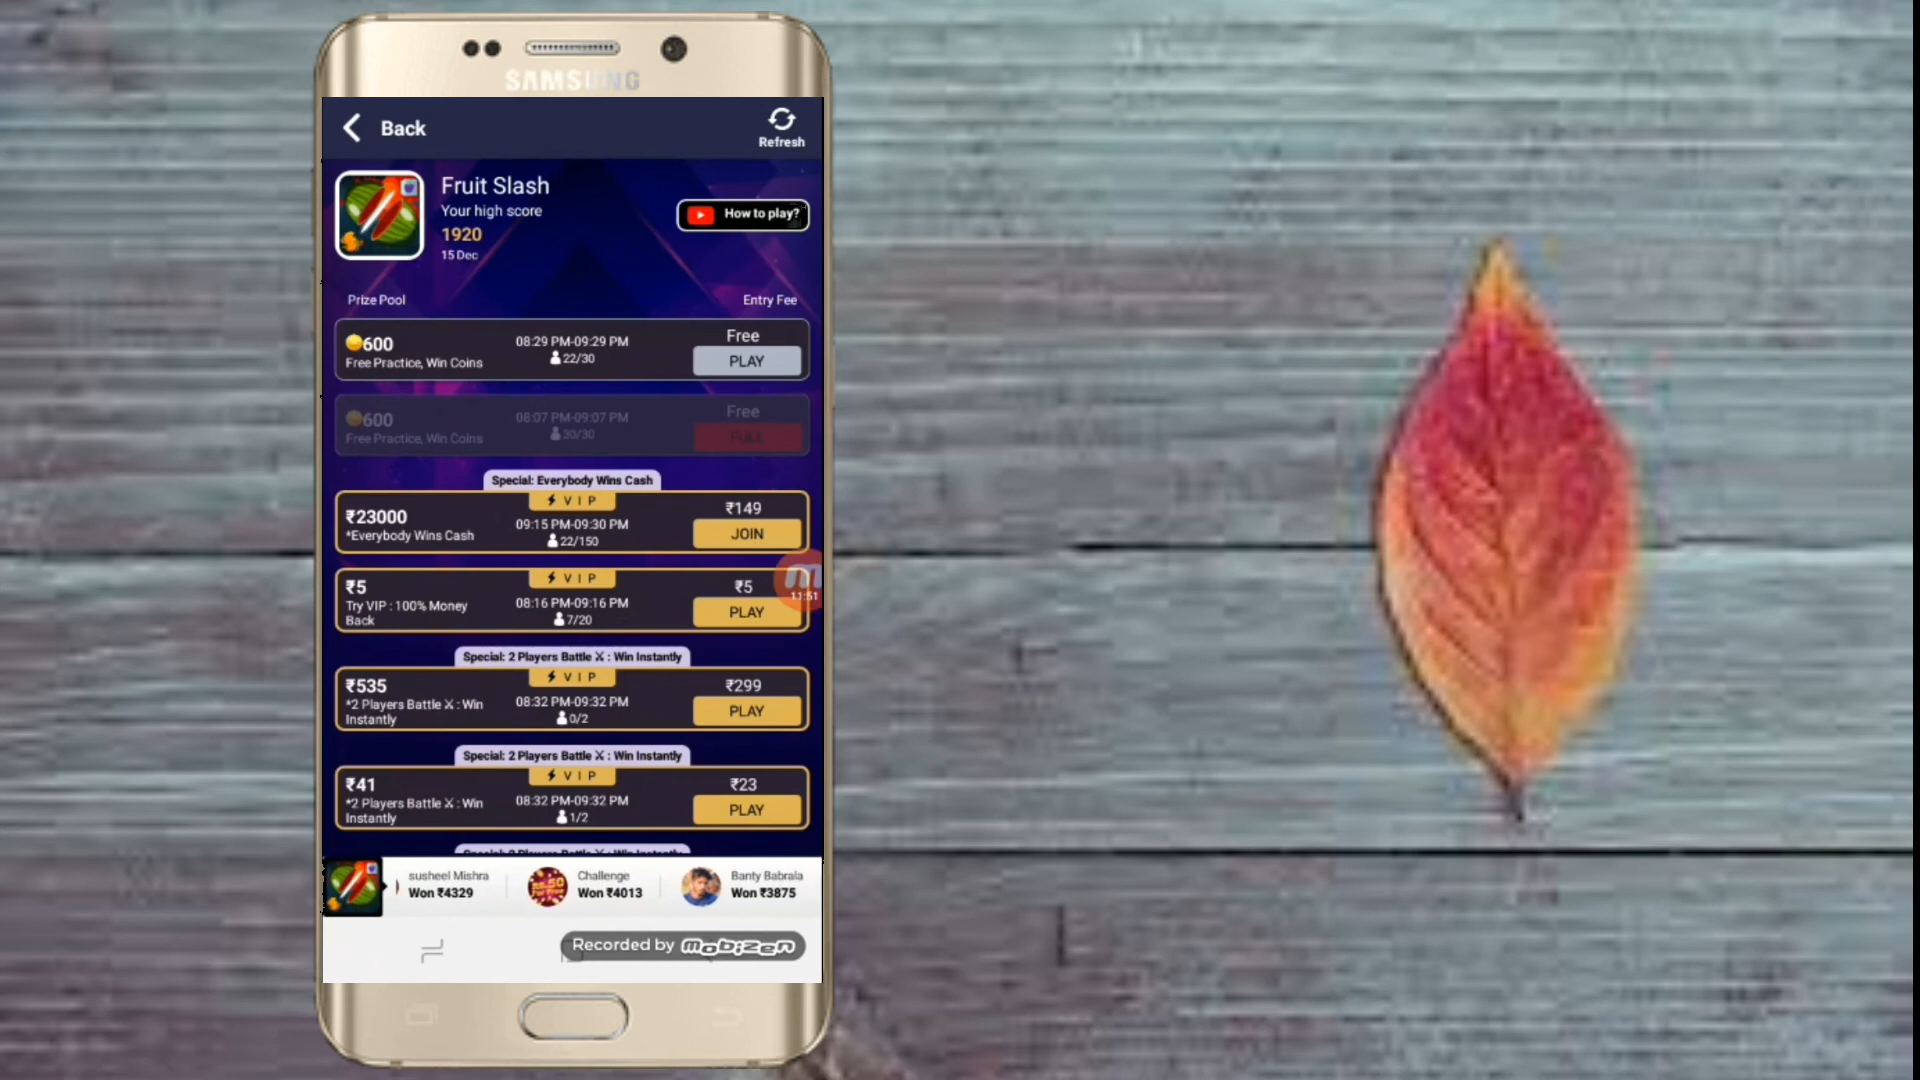 SAMSUNG
Back
Refresh
Fruit Slash
Your high score
1920
15 Dec
How to play?
Prize Pool
Entry Fee
600
Free Practice, Win Coins
08:29 PM-09:29 PM
22/30
Free
PLAY
600
Free Practice, Win Coins
08:07 PM-09:07 PM
30/30
Free
FULL
Special: Everybody Wins Cash
VIP
₹23000
*Everybody Wins Cash
09:15 PM-09:30 PM
22/150
₹149
JOIN
VIP
₹5
Try VIP : 100% Money
Back
08:16 PM-09:16 PM
7/20
₹5
PLAY
11:51
Special: 2 Players Battle ⚔ : Win Instantly
VIP
₹535
*2 Players Battle ⚔ : Win
Instantly
08:32 PM-09:32 PM
0/2
₹299
PLAY
Special: 2 Players Battle ⚔ : Win Instantly
VIP
₹41
*2 Players Battle ⚔ : Win
Instantly
08:32 PM-09:32 PM
1/2
₹23
PLAY
susheel Mishra
Won ₹4329
Challenge
Won ₹4013
Banty Babrala
Won ₹3875
Recorded by mobizen